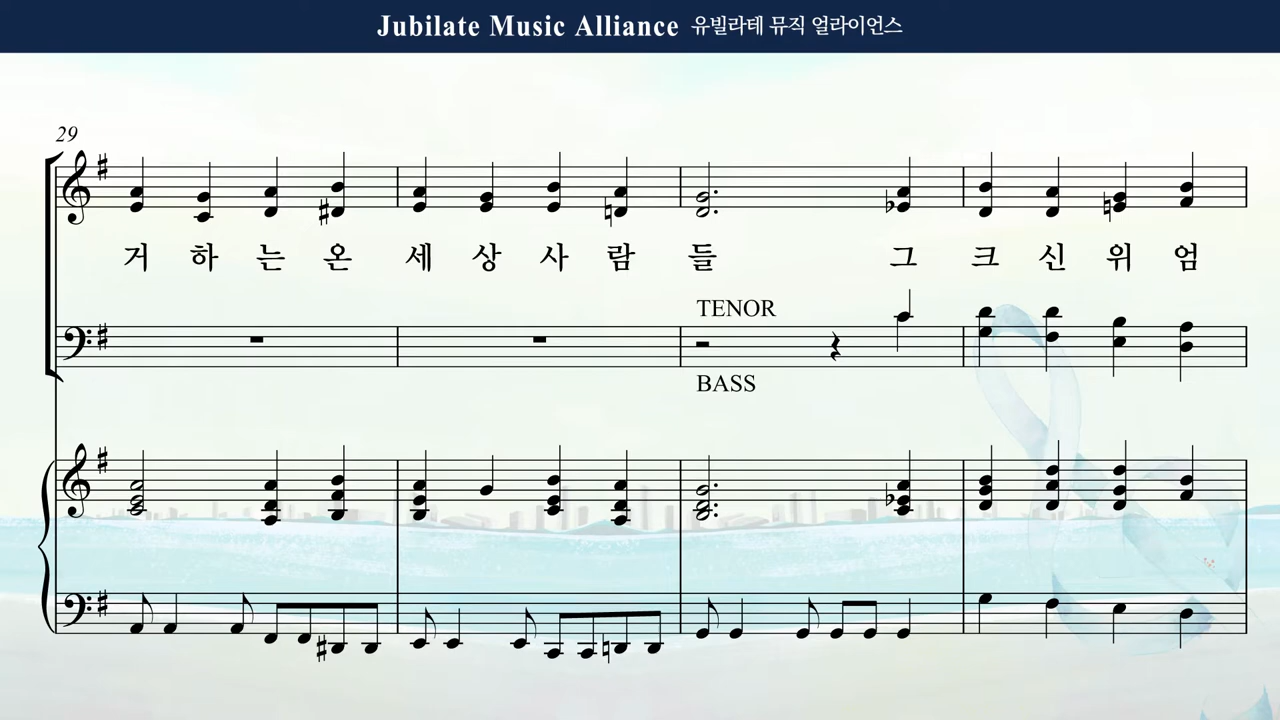 Jubilate Music Alliance 유빌라테 뮤직 얼라이언스
29
거 하 는 온 세 상 사 람 들 그 크 신 위 엄
TENOR
BASS